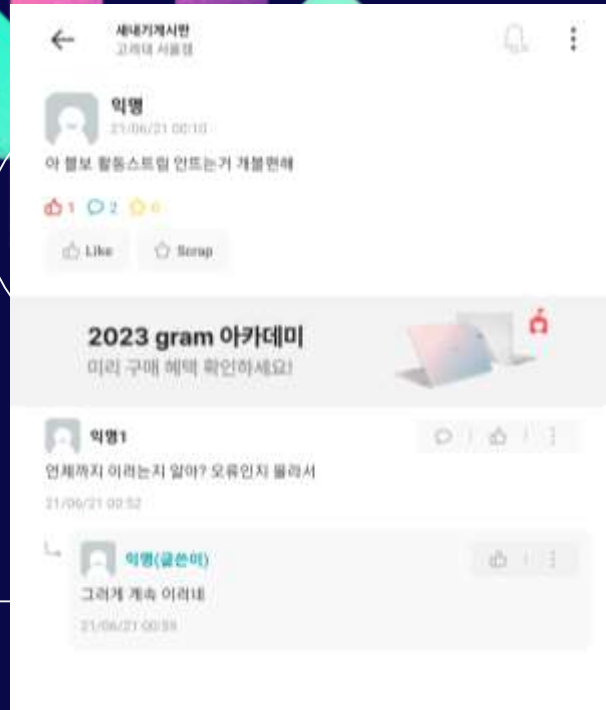 새내기게시판
고려대 서울캠
익명
21/06/21 00:10
아 블보 활동스트림 안뜨는거 개불편해
1 2 0
Like Scrap
2023 gram 아카데미
미리 구매 혜택 확인하세요!
익명1
언제까지 이러는지 알아? 오류인지 몰라서
21/06/21 00:52
익명(글쓴이)
그러게 계속 이러네
21/06/21 00:59